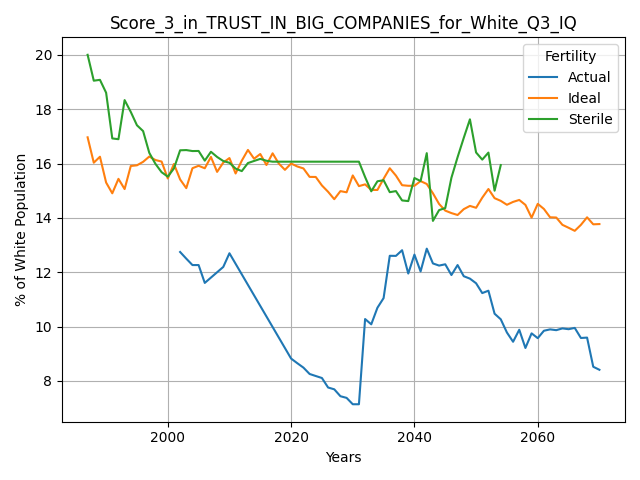 Score_3_in_TRUST_IN_BIG_COMPANIES_for_White_Q3_IQ
% of White Population
20
18
16
14
12
10
8
Fertility
Actual
Ideal
Sterile
2000
2020
2040
2060
Years